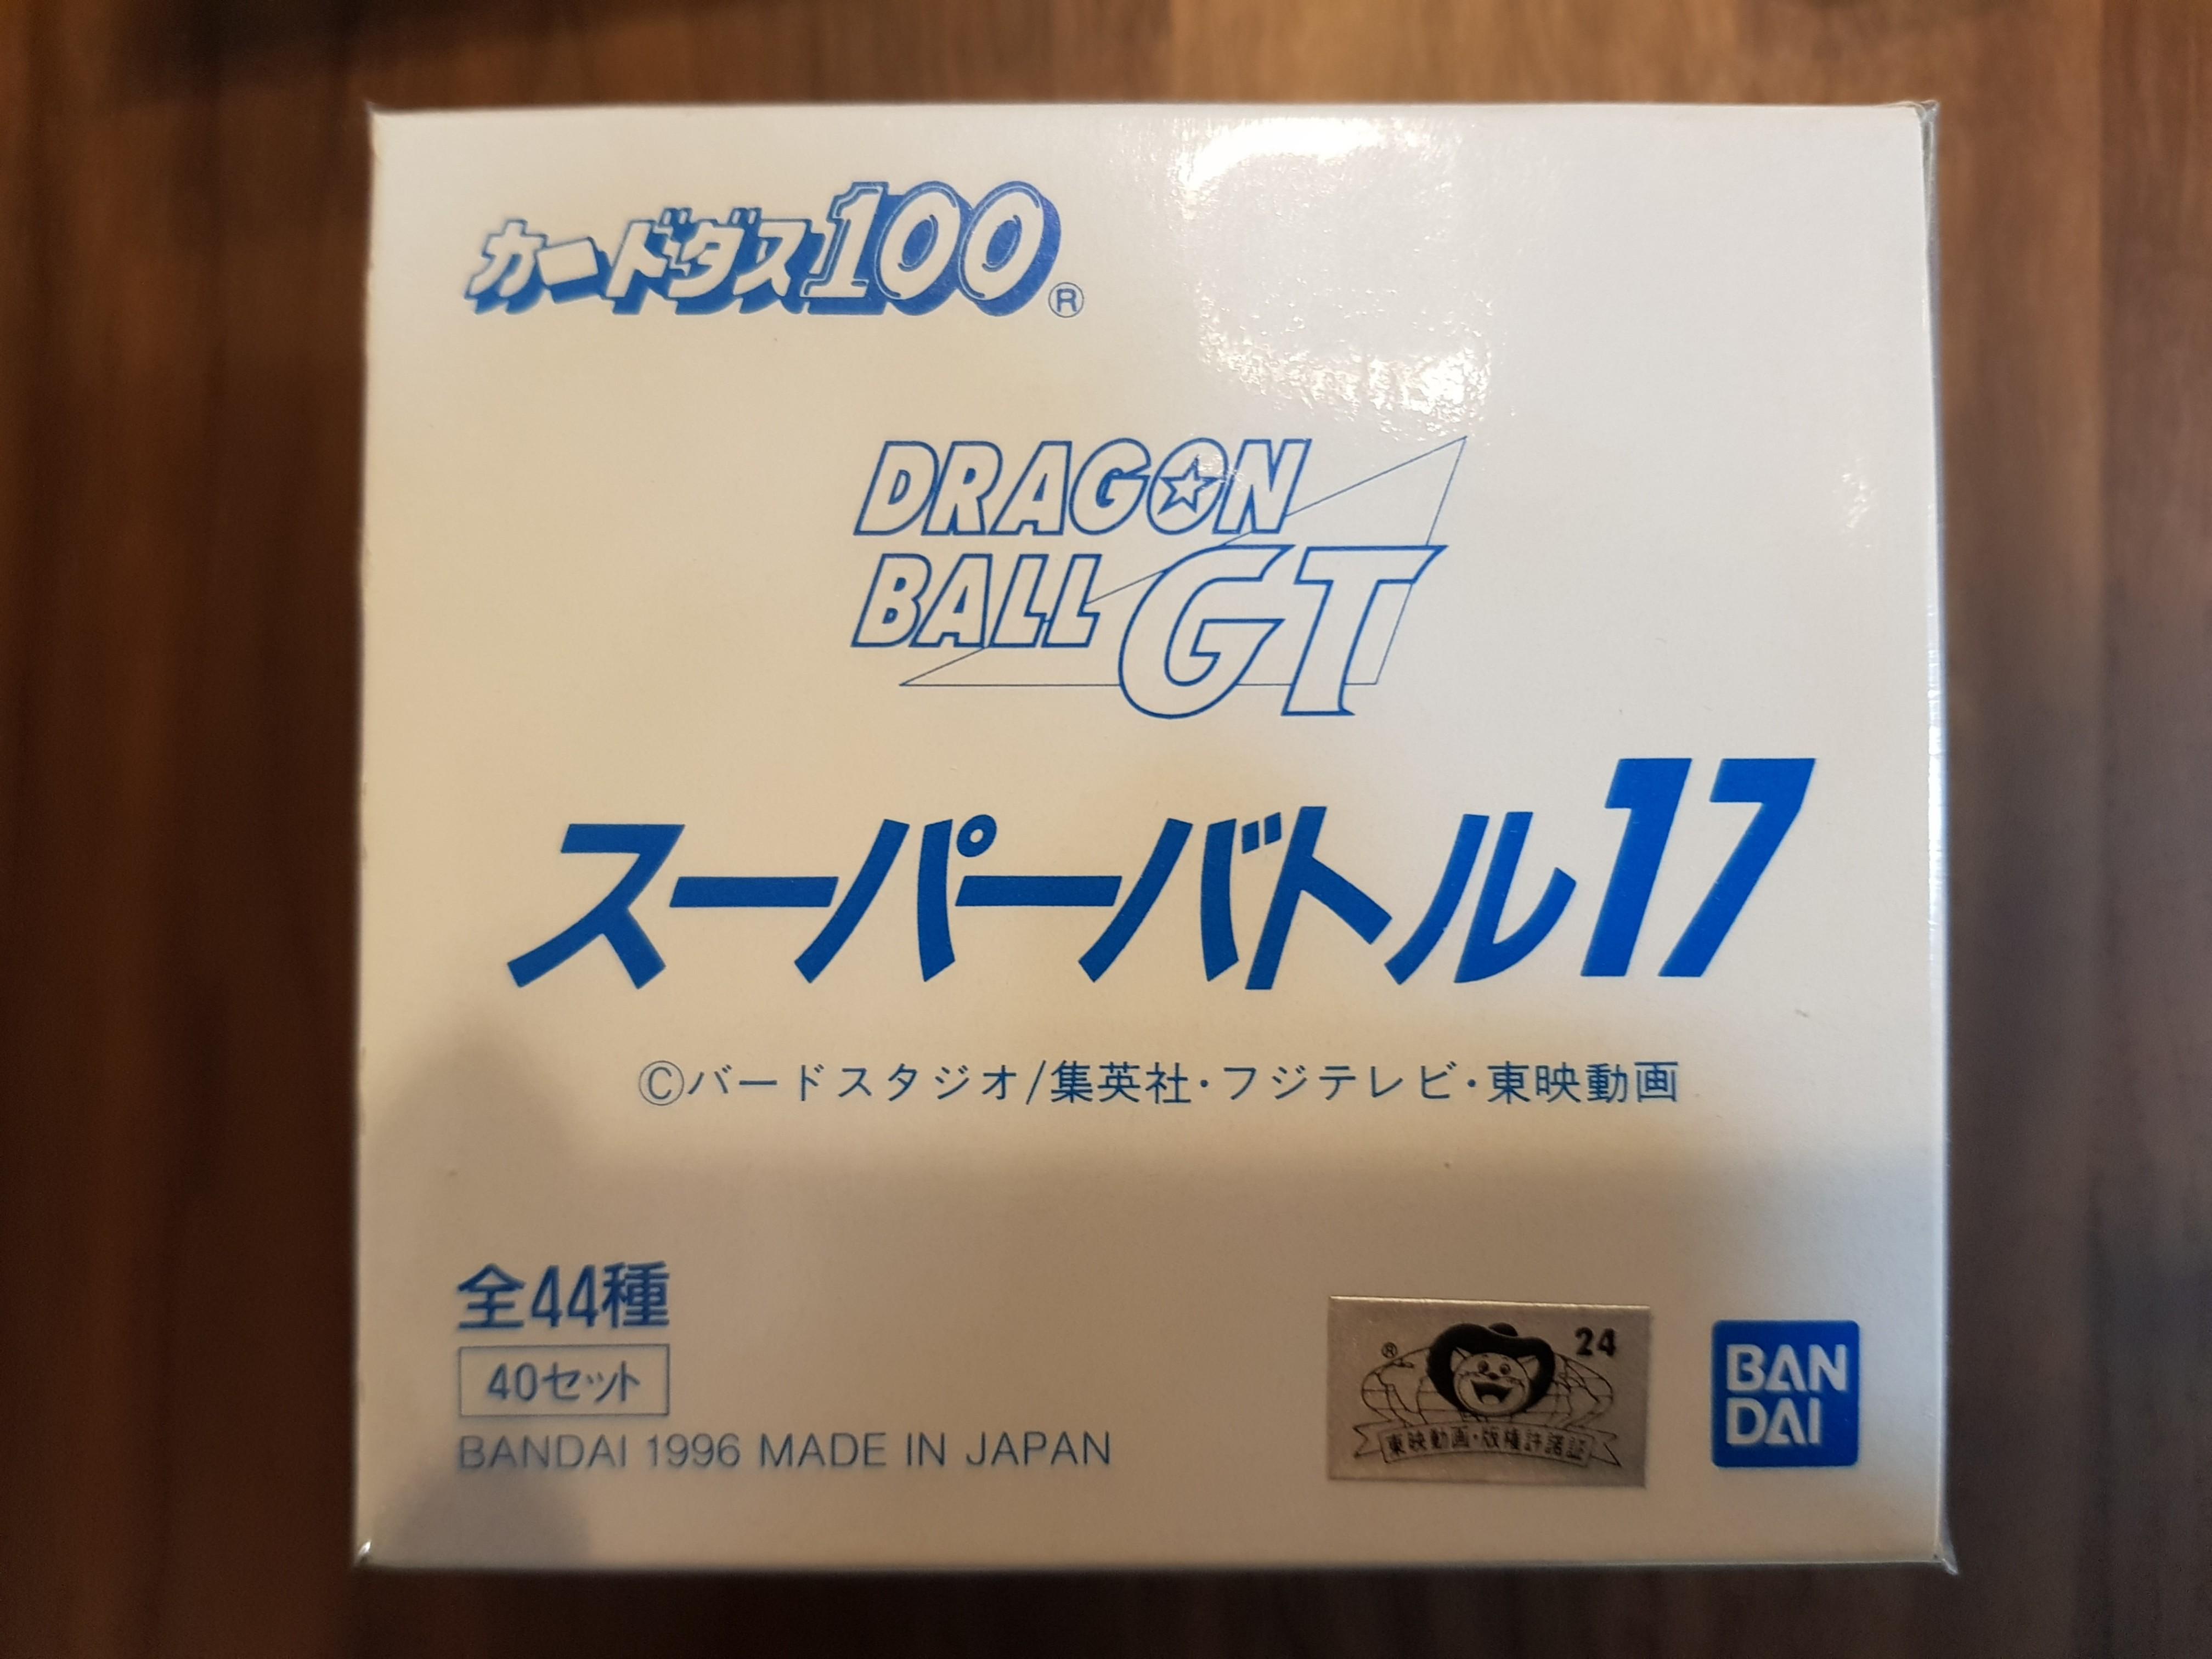 カードダス100®
DRAGON
BALL GT
スーパーバトル17
©バードスタジオ/集英社・フジテレビ・東映動画
全44種
40セット
BANDAI 1996 MADE IN JAPAN
® 24
東映動画・版権許諾証
BAN
DAI